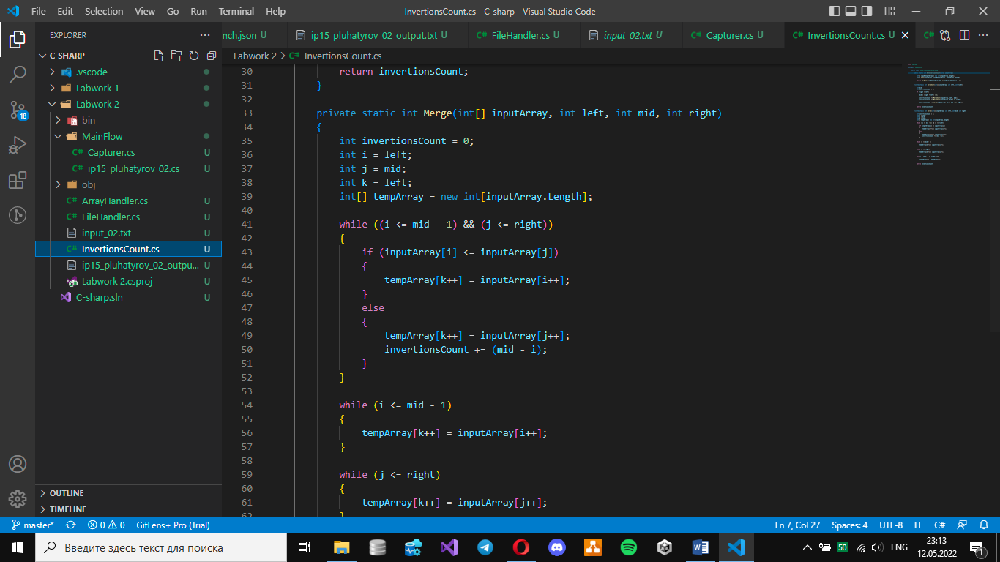 File Edit Selection View Go Run Terminal Help InvertionsCount.cs - C-sharp - Visual Studio Code
EXPLORER
C-SHARP
.vscode
Labwork 1
Labwork 2
bin
MainFlow
Capturer.cs U
ip15_pluhatyrov_02.cs U
obj
ArrayHandler.cs U
FileHandler.cs U
input_02.txt U
InvertionsCount.cs U
ip15_pluhatyrov_02_outpu... U
Labwork 2.csproj U
C-sharp.sln U
OUTLINE
TIMELINE
18
nch.json U ip15_pluhatyrov_02_output.txt U C# FileHandler.cs U input_02.txt U C# Capturer.cs U C# InvertionsCount.cs U C#
Labwork 2 > C# InvertionsCount.cs
30 return invertionsCount;
31 }
32
33 private static int Merge(int[] inputArray, int left, int mid, int right)
34 {
35 int invertionsCount = 0;
36 int i = left;
37 int j = mid;
38 int k = left;
39 int[] tempArray = new int[inputArray.Length];
40
41 while ((i <= mid - 1) && (j <= right))
42 {
43 if (inputArray[i] <= inputArray[j])
44 {
45 tempArray[k++] = inputArray[i++];
46 }
47 else
48 {
49 tempArray[k++] = inputArray[j++];
50 invertionsCount += (mid - i);
51 }
52 }
53
54 while (i <= mid - 1)
55 {
56 tempArray[k++] = inputArray[i++];
57 }
58
59 while (j <= right)
60 {
61 tempArray[k++] = inputArray[j++];
62 }
master* 0 0 GitLens+ Pro (Trial) Ln 7, Col 27 Spaces: 4 UTF-8 LF C#
Введите здесь текст для поиска
50 ENG 23:13
12.05.2022
1